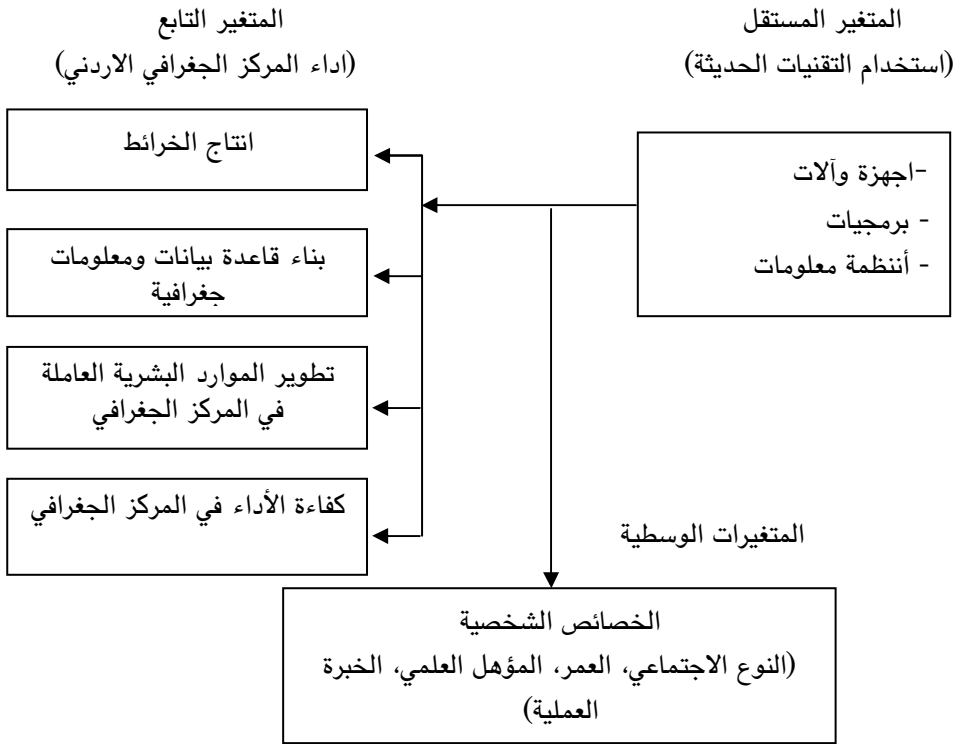 المتغير المستقل
(استخدام التقنيات الحديثة)
-اجهزة وآلات
- برمجيات
- أننظمة معلومات
المتغير التابع
(اداء المركز الجغرافي الاردني)
انتاج الخرائط
بناء قاعدة بيانات ومعلومات
جغرافية
تطوير الموارد البشرية العاملة
في المركز الجغرافي
كفاءة الأداء في المركز الجغرافي
المتغيرات الوسطية
الخصائص الشخصية
(النوع الاجتماعي، العمر، المؤهل العلمي، الخبرة
العملية)